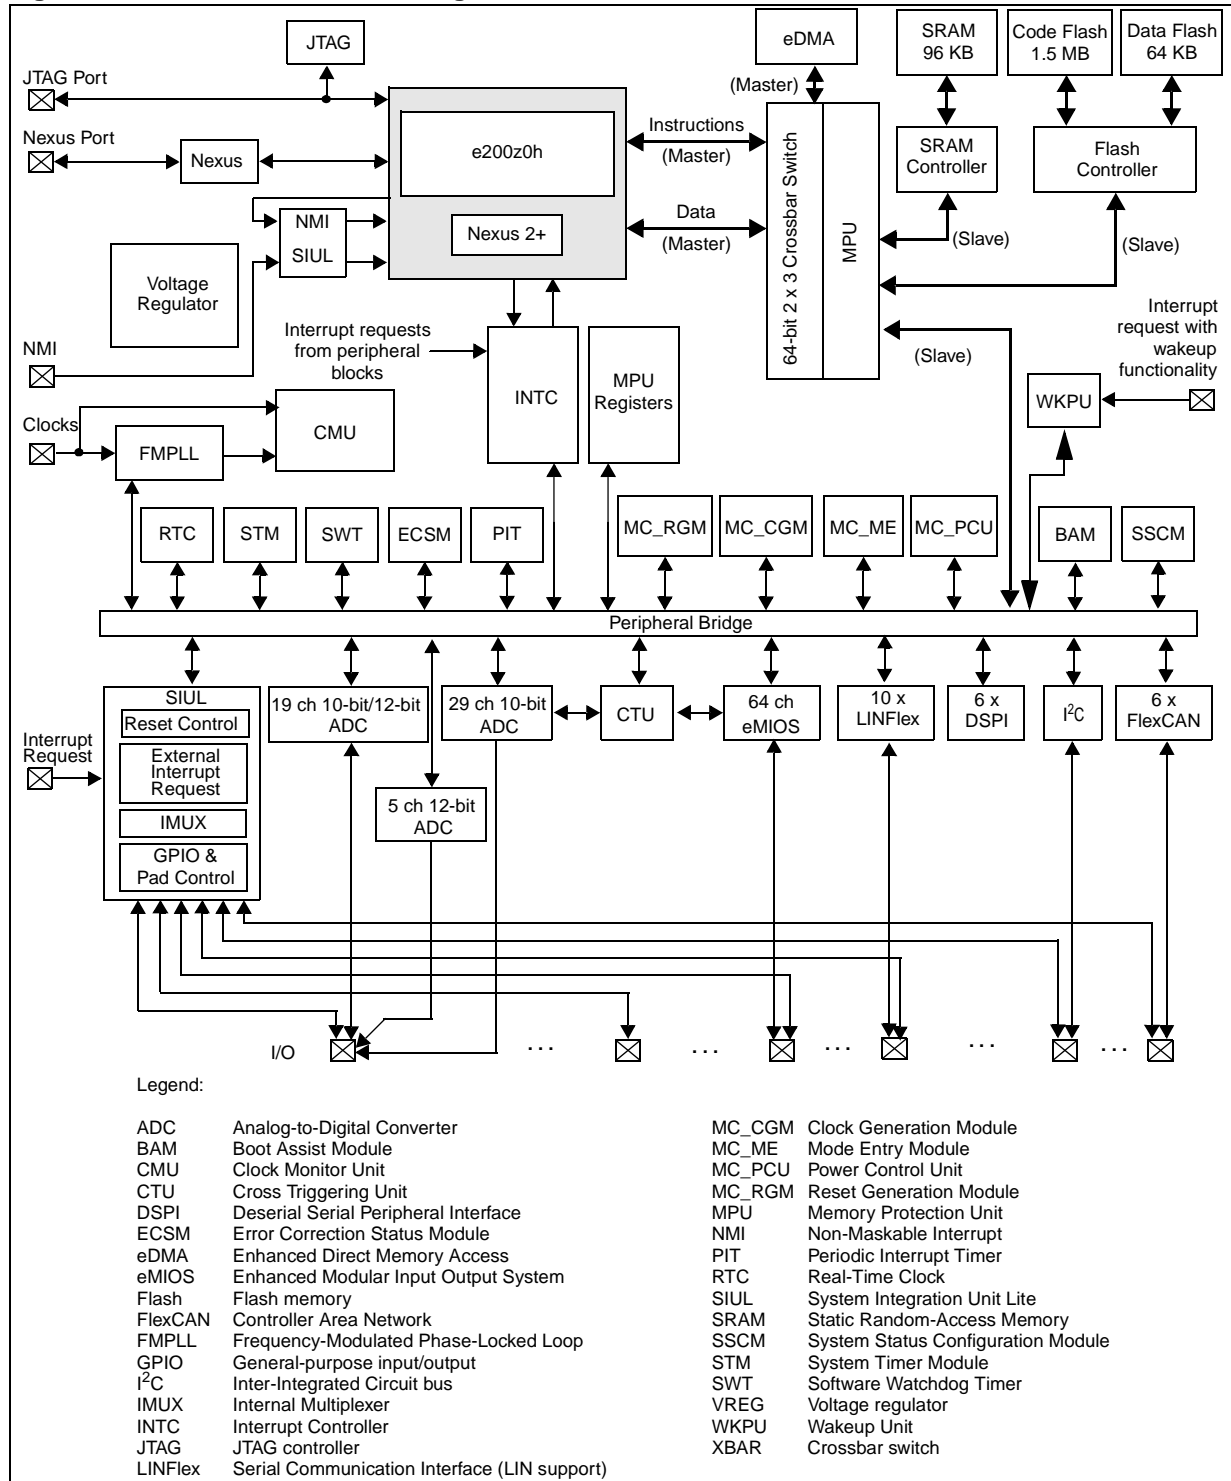 JTAG
eDMA
SRAM
96 KB
Code Flash
1.5 MB
Data Flash
64 KB
JTAG Port
(Master)
Nexus Port
Nexus
e200z0h
Instructions
(Master)
64-bit 2 x 3 Crossbar Switch
MPU
SRAM
Controller
Flash
Controller
NMI
SIUL
Nexus 2+
Data
(Master)
(Slave)
(Slave)
Voltage
Regulator
Interrupt requests
from peripheral
blocks
(Slave)
Interrupt
request with
wakeup
functionality
NMI
INTC
MPU
Registers
WKPU
Clocks
FMPLL
CMU
RTC
STM
SWT
ECSM
PIT
MC_RGM
MC_CGM
MC_ME
MC_PCU
BAM
SSCM
Peripheral Bridge
SIUL
Reset Control
External
Interrupt
Request
IMUX
GPIO &
Pad Control
Interrupt
Request
19 ch 10-bit/12-bit
ADC
29 ch 10-bit
ADC
CTU
64 ch
eMIOS
10 x
LINFlex
6 x
DSPI
I²C
6 x
FlexCAN
5 ch 12-bit
ADC
I/O
. . .
. . .
. . .
. . .
. . .
Legend:
ADC Analog-to-Digital Converter
BAM Boot Assist Module
CMU Clock Monitor Unit
CTU Cross Triggering Unit
DSPI Deserial Serial Peripheral Interface
ECSM Error Correction Status Module
eDMA Enhanced Direct Memory Access
eMIOS Enhanced Modular Input Output System
Flash Flash memory
FlexCAN Controller Area Network
FMPLL Frequency-Modulated Phase-Locked Loop
GPIO General-purpose input/output
I²C Inter-Integrated Circuit bus
IMUX Internal Multiplexer
INTC Interrupt Controller
JTAG JTAG controller
LINFlex Serial Communication Interface (LIN support)
MC_CGM Clock Generation Module
MC_ME Mode Entry Module
MC_PCU Power Control Unit
MC_RGM Reset Generation Module
MPU Memory Protection Unit
NMI Non-Maskable Interrupt
PIT Periodic Interrupt Timer
RTC Real-Time Clock
SIUL System Integration Unit Lite
SRAM Static Random-Access Memory
SSCM System Status Configuration Module
STM System Timer Module
SWT Software Watchdog Timer
VREG Voltage regulator
WKPU Wakeup Unit
XBAR Crossbar switch